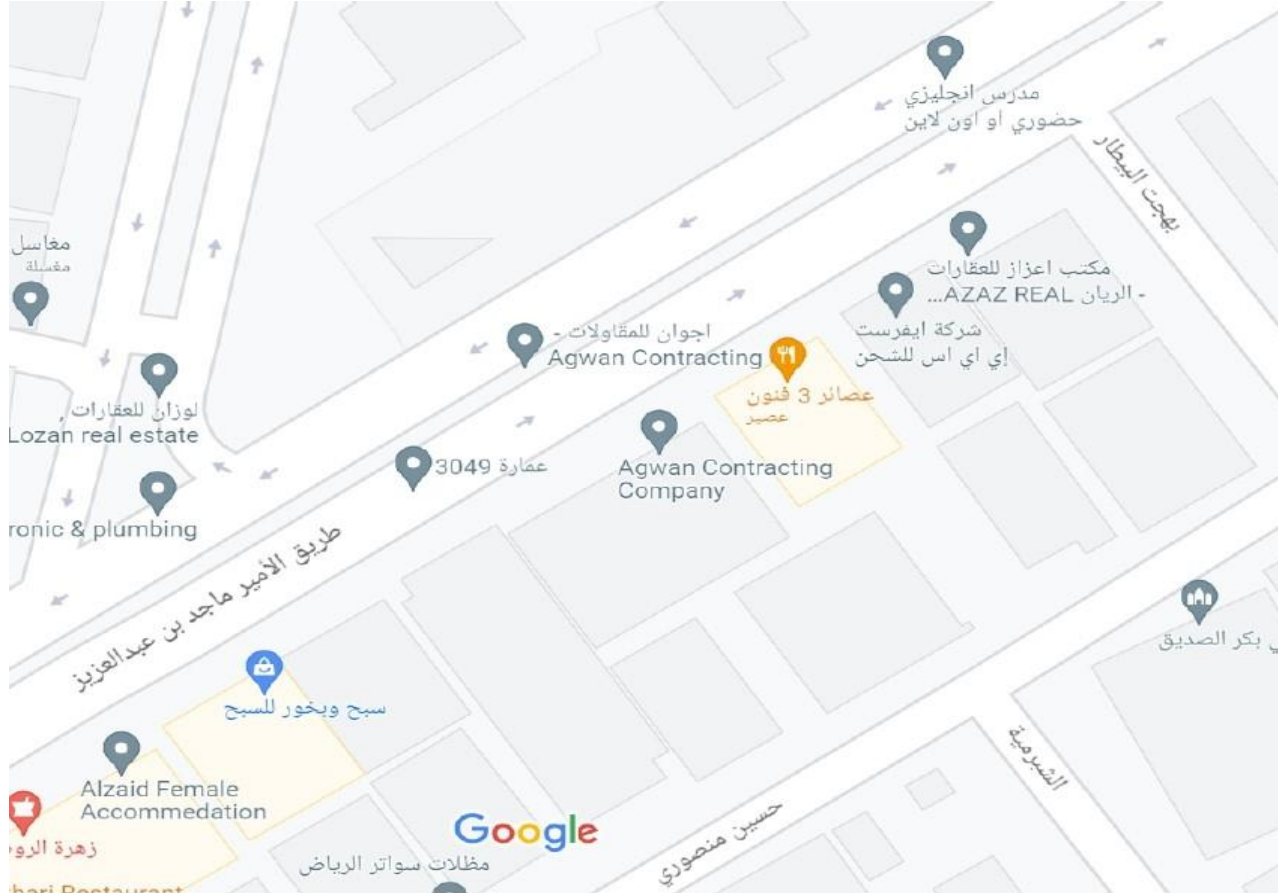 مدرس انجليزي
حضوري او اون لاين
بهجت البيطار
مغاسل
مغسلة
مكتب اعزاز للعقارات
- الريان AZAZ REAL...
شركة ايفرست
إي اي اس للشحن
اجوان للمقاولات -
Agwan Contracting
عصائر 3 فنون
عصير
لوزان للعقارات ,
Lozan real estate
عمارة 3049
Agwan Contracting
Company
ronic & plumbing
طريق الأمير ماجد بن عبدالعزيز
ي بكر الصديق
سبح وبخور للسبح
الشبرمية
Alzaid Female
Accommedation
زهرة الروض
Google
حسين منصوري
مظلات سواتر الرياض
Restaurant